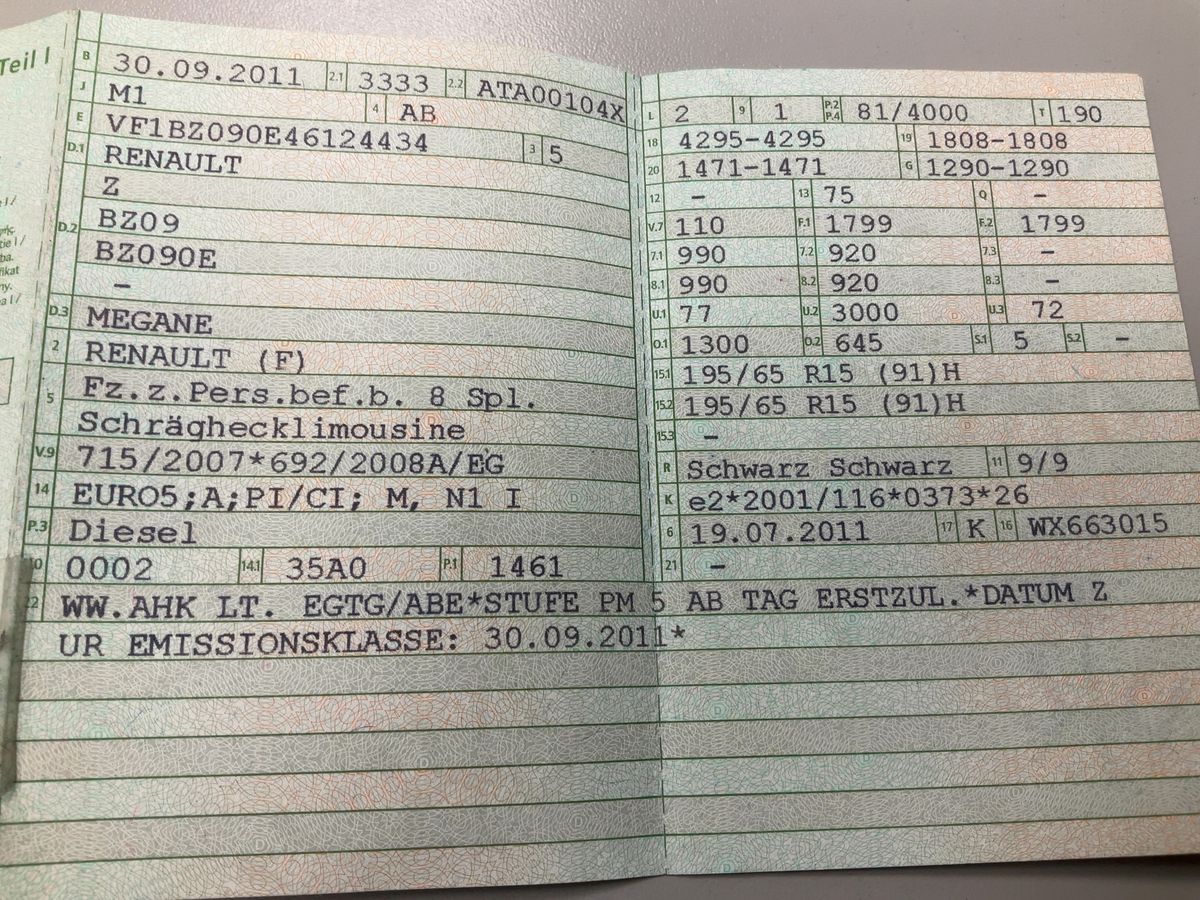 Teil I
B 30.09.2011 2.1 3333 2.2 ATA00104X
J M1 4 AB
E VF1BZ090E46124434 3 5
D.1 RENAULT
Z
D.2 BZ09
BZ090E
–
D.3 MEGANE
2 RENAULT (F)
5 Fz.z.Pers.bef.b. 8 Spl.
Schräghecklimousine
V.9 715/2007*692/2008A/EG
14 EURO5;A;PI/CI; M, N1 I
P.3 Diesel
10 0002 14.1 35A0 P.1 1461
L 2 9 1 P.2 P.4 81/4000 T 190
18 4295-4295 19 1808-1808
20 1471-1471 G 1290-1290
12 – 13 75 Q –
V.7 110 F.1 1799 F.2 1799
7.1 990 7.2 920 7.3 –
8.1 990 8.2 920 8.3 –
U.1 77 U.2 3000 U.3 72
O.1 1300 O.2 645 S.1 5 S.2 –
15.1 195/65 R15 (91)H
15.2 195/65 R15 (91)H
15.3 –
R Schwarz Schwarz 11 9/9
K e2*2001/116*0373*26
6 19.07.2011 17 K 16 WX663015
21 –
22 WW.AHK LT. EGTG/ABE*STUFE PM 5 AB TAG ERSTZUL.*DATUM Z
UR EMISSIONSKLASSE: 30.09.2011*